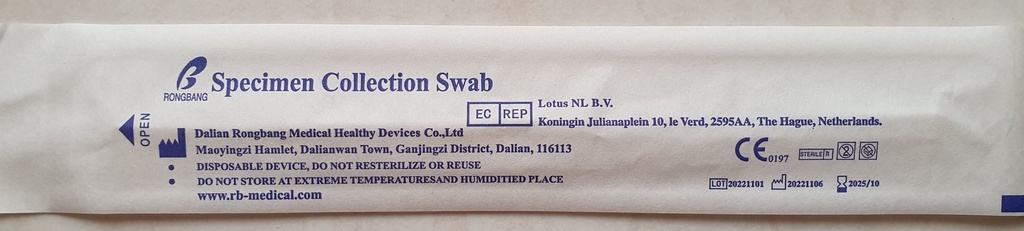 RONGBANG
Specimen Collection Swab
OPEN
EC REP
Lotus NL B.V.
Koningin Julianaplein 10, le Verd, 2595AA, The Hague, Netherlands.
Dalian Rongbang Medical Healthy Devices Co.,Ltd
Maoyingzi Hamlet, Dalianwan Town, Ganjingzi District, Dalian, 116113
• DISPOSABLE DEVICE, DO NOT RESTERILIZE OR REUSE
• DO NOT STORE AT EXTREME TEMPERATURESAND HUMIDITIED PLACE
www.rb-medical.com
CE 0197 STERILE R 2
LOT 20221101 20221106 2025/10